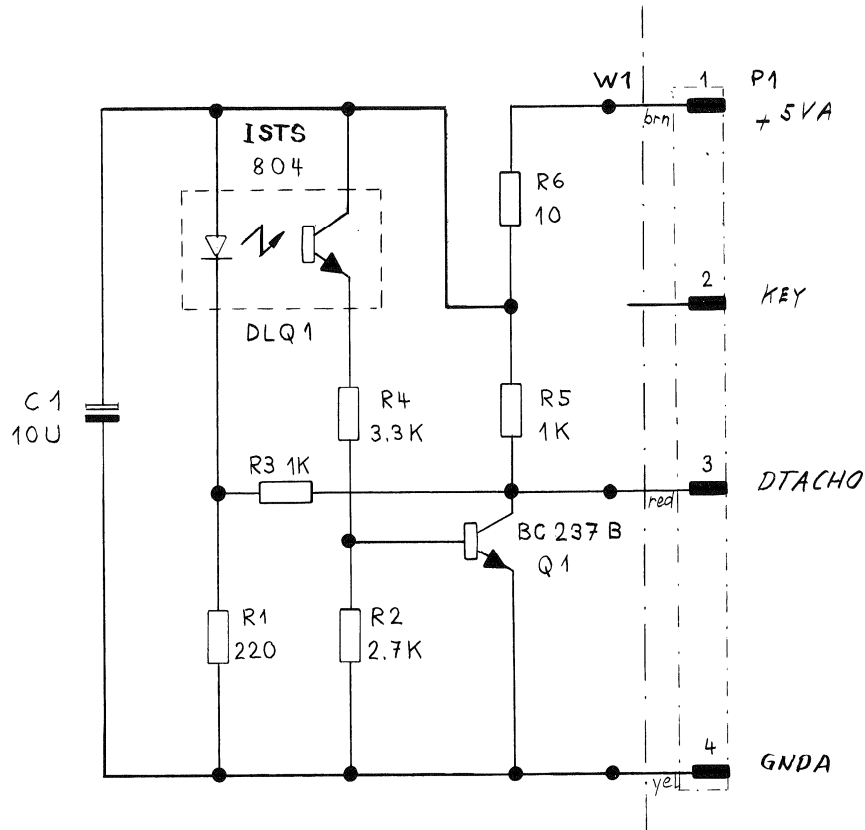 W1
1
P1
brn
+5VA
ISTS
804
R6
10
2
KEY
DLQ1
C1
10U
R4
3.3K
R5
1K
R3 1K
3
DTACHO
red
BC 237 B
Q1
R1
220
R2
2.7K
4
GNDA
yel